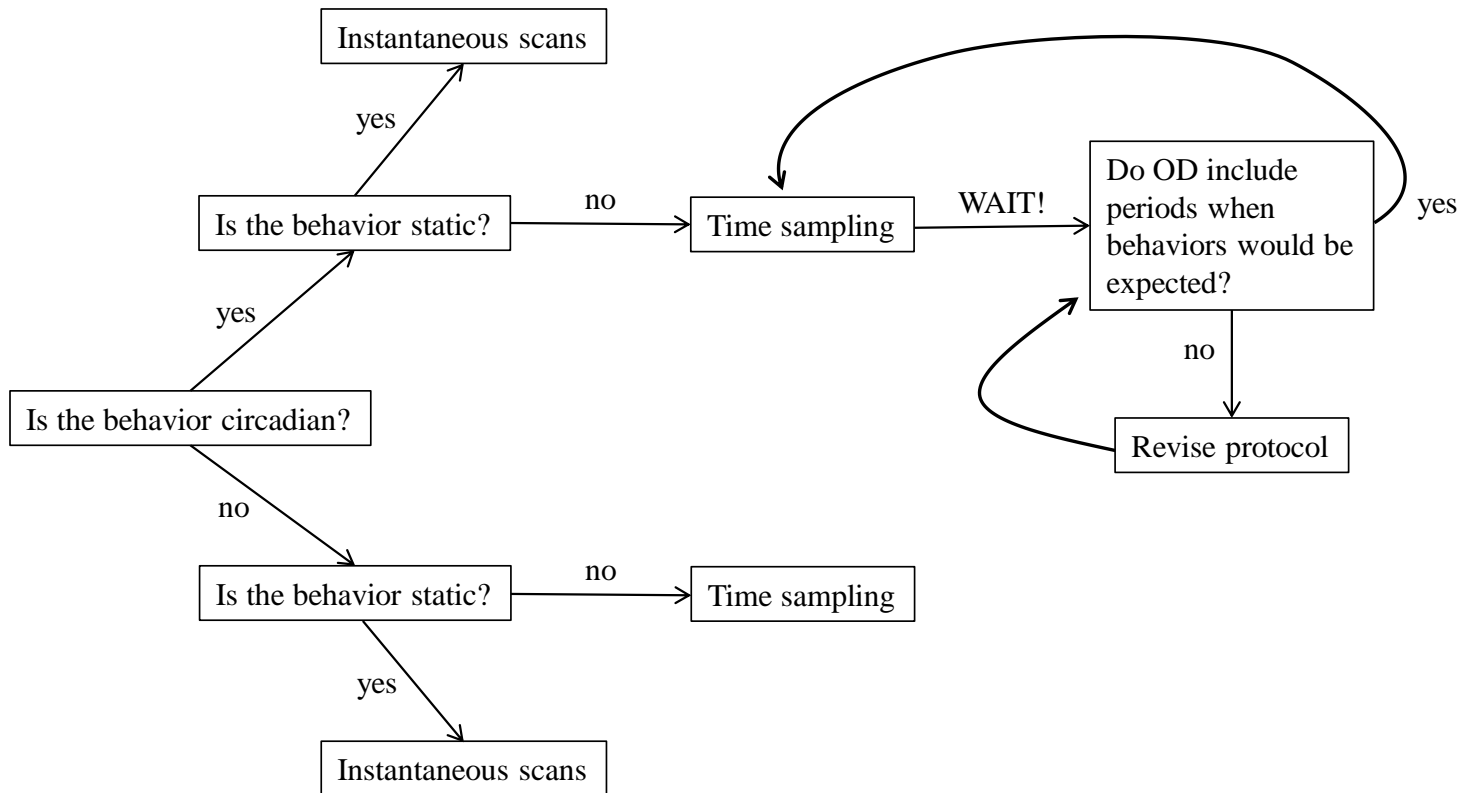 Instantaneous scans
yes
Is the behavior static?
no
Time sampling
WAIT!
Do OD include
periods when
behaviors would be
expected?
yes
yes
no
Is the behavior circadian?
Revise protocol
no
Is the behavior static?
no
Time sampling
yes
Instantaneous scans